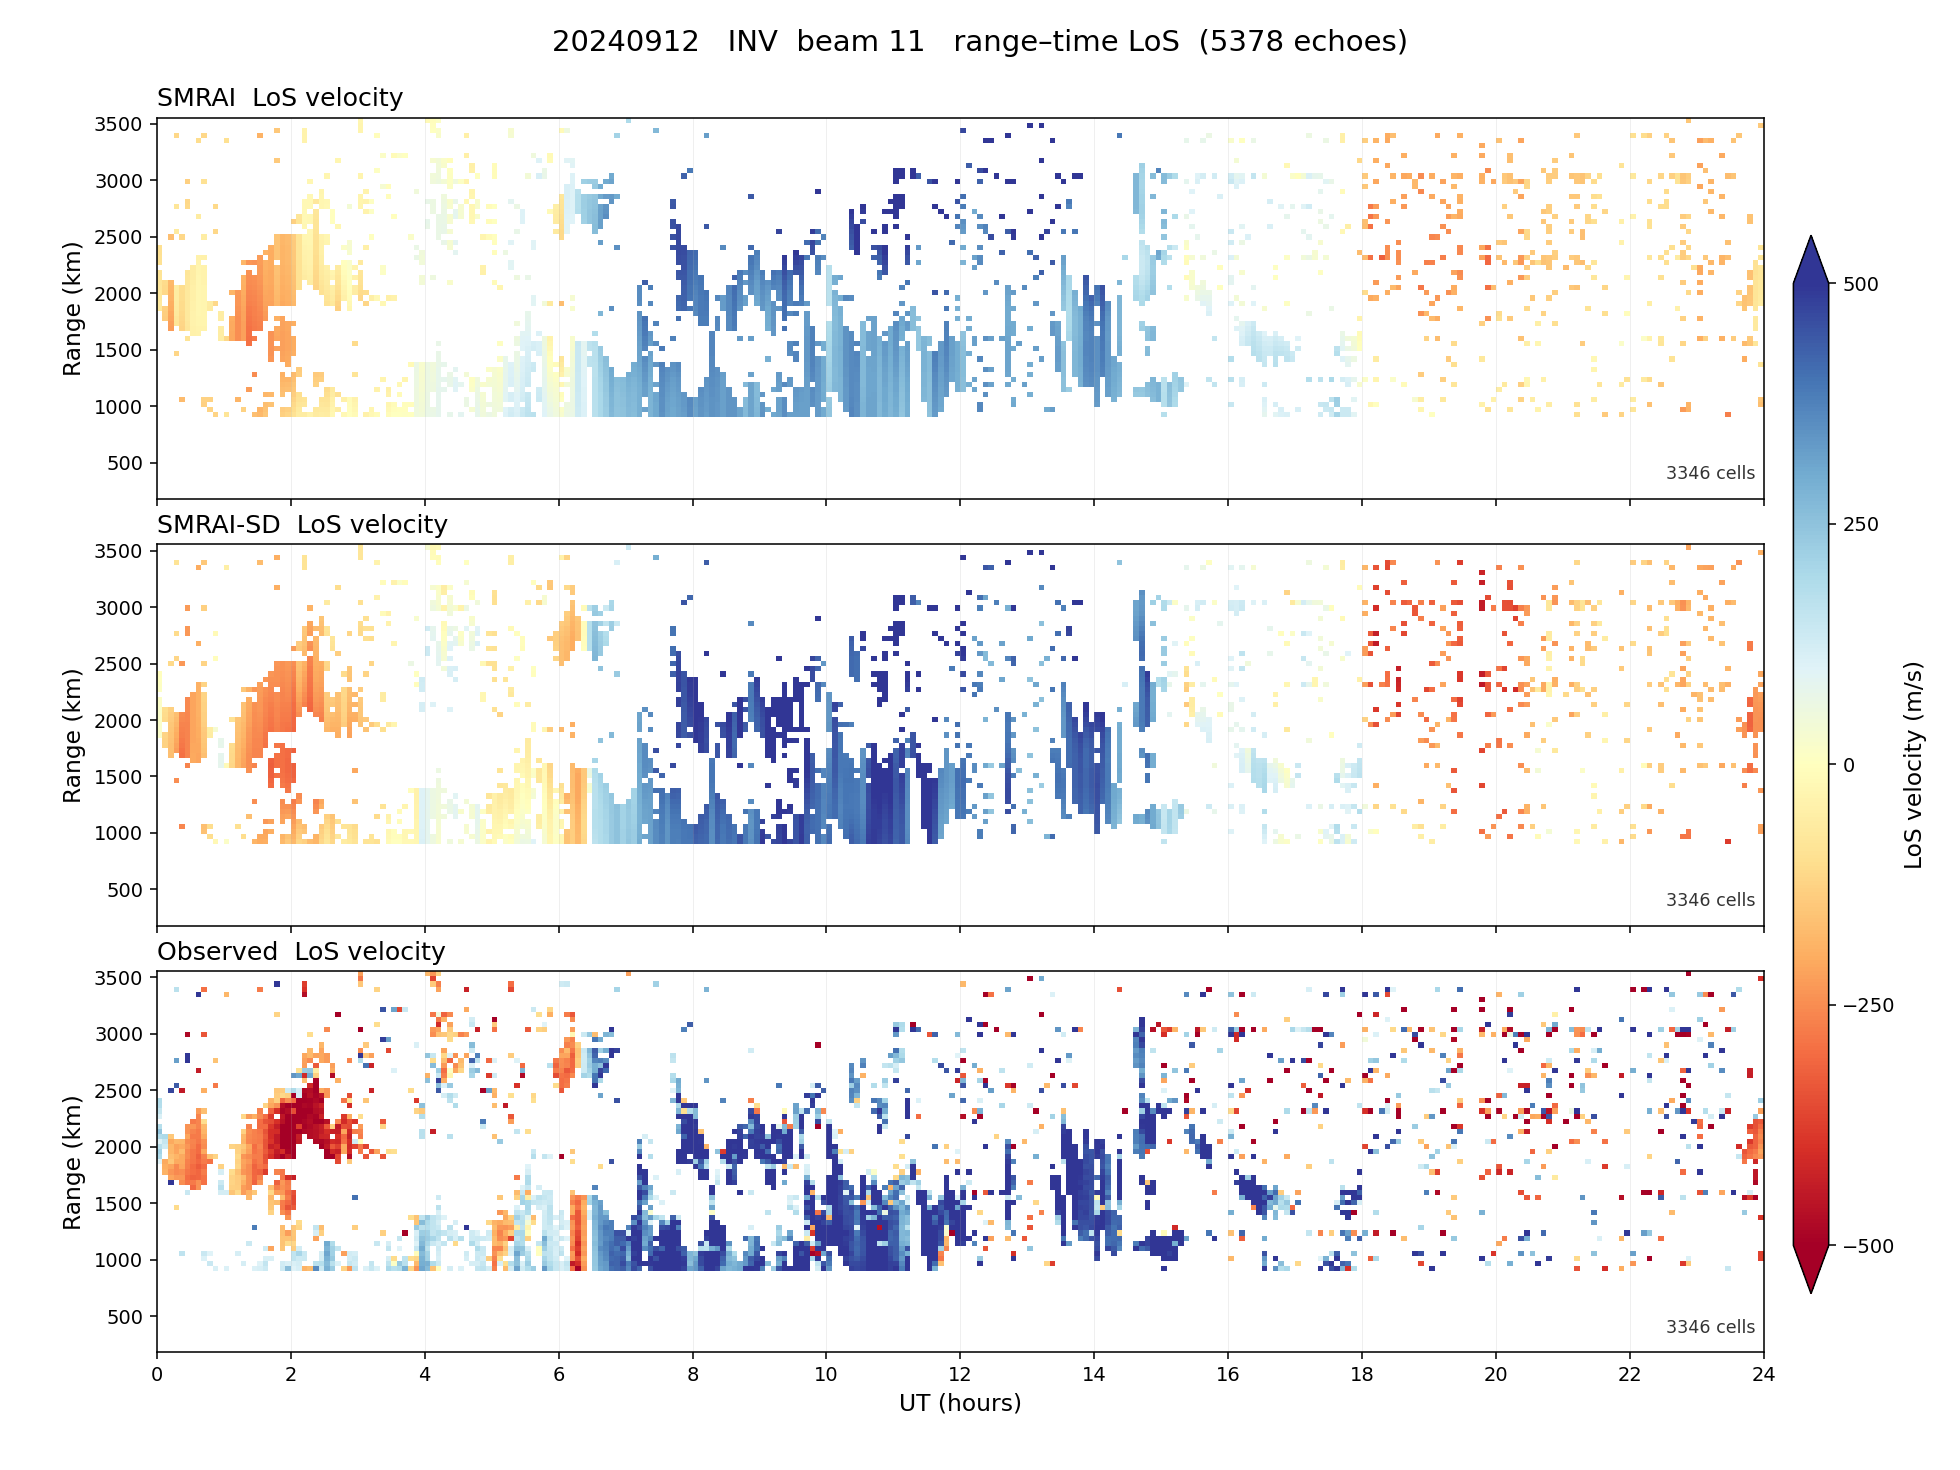 20240912   INV  beam 11   range–time LoS  (5378 echoes)
SMRAI  LoS velocity
3500
3000
2500
2000
1500
1000
500
Range (km)
3346 cells
SMRAI-SD  LoS velocity
3500
3000
2500
2000
1500
1000
500
Range (km)
3346 cells
Observed  LoS velocity
3500
3000
2500
2000
1500
1000
500
Range (km)
3346 cells
0 2 4 6 8 10 12 14 16 18 20 22 24
UT (hours)
500
250
0
−250
−500
LoS velocity (m/s)